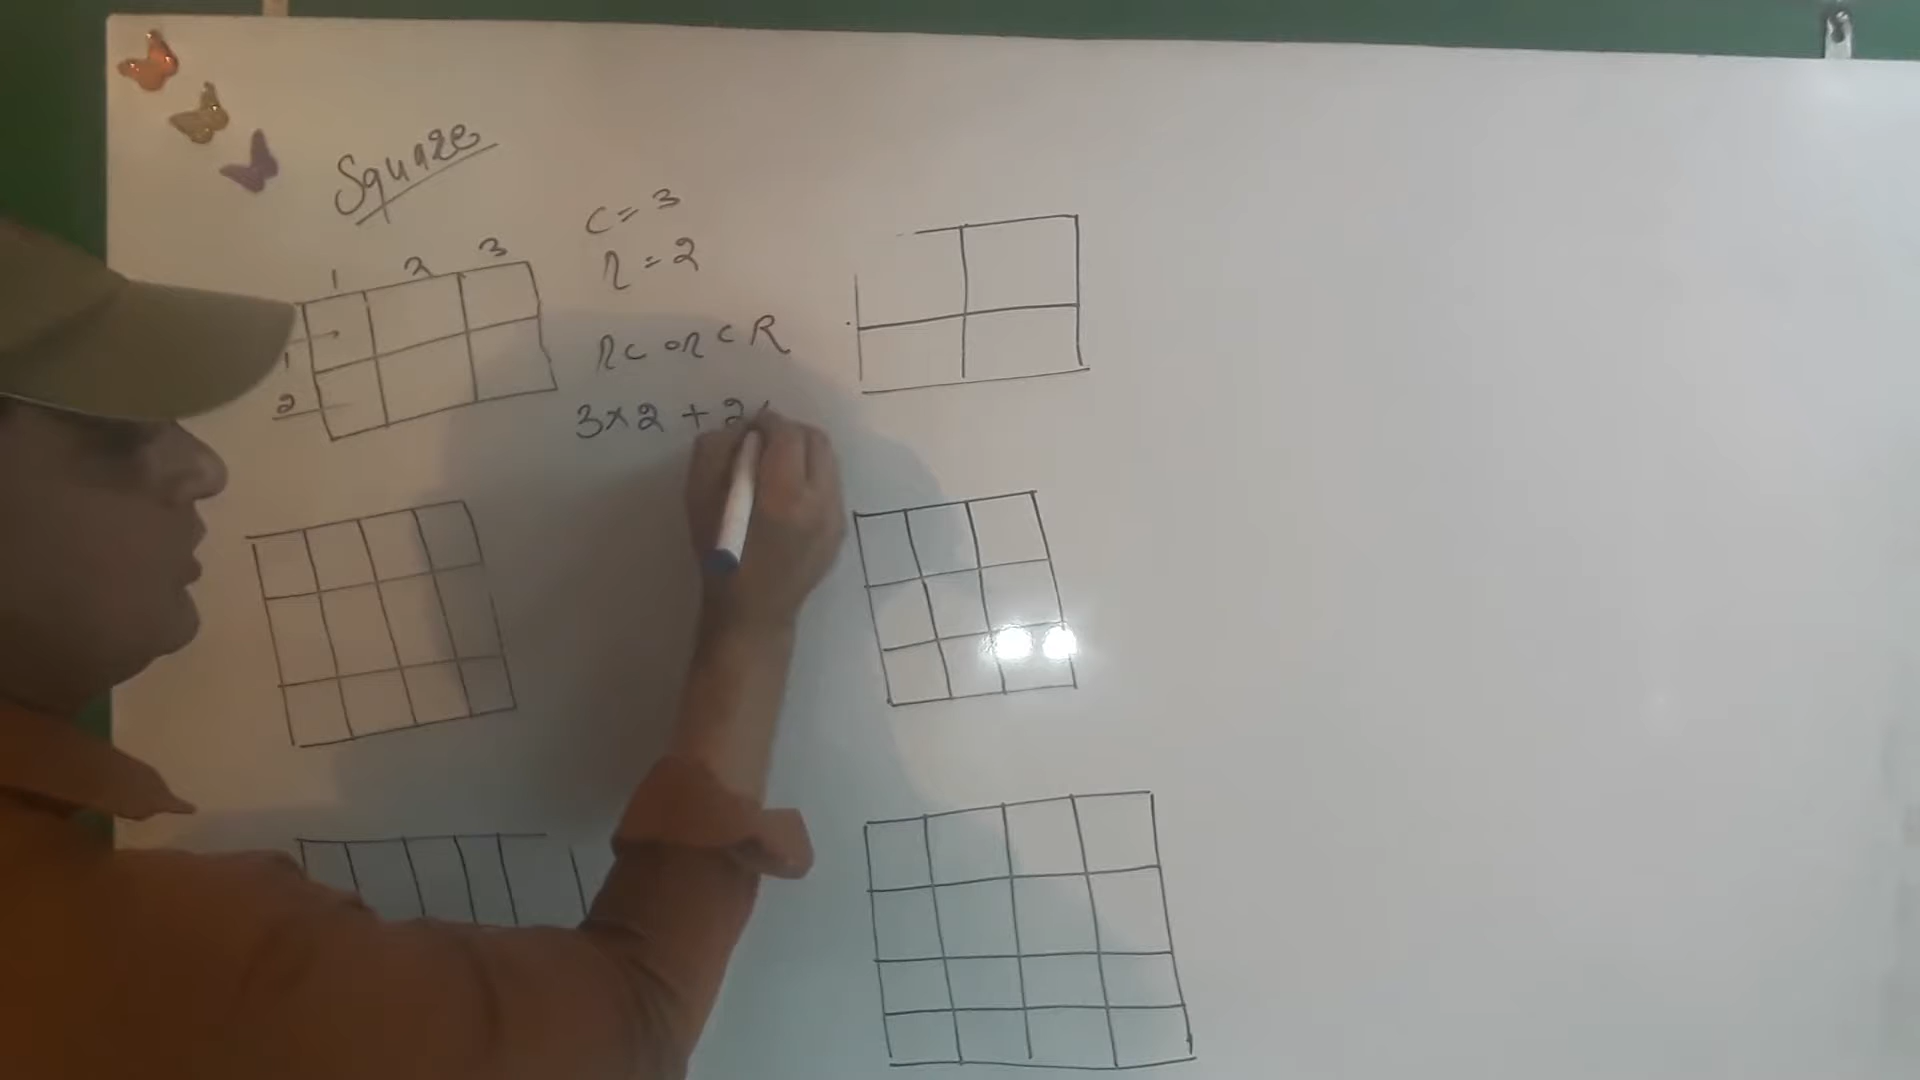 Square
C = 3
r = 2
1 2 3
1
2
rc or CR
3×2 + 2